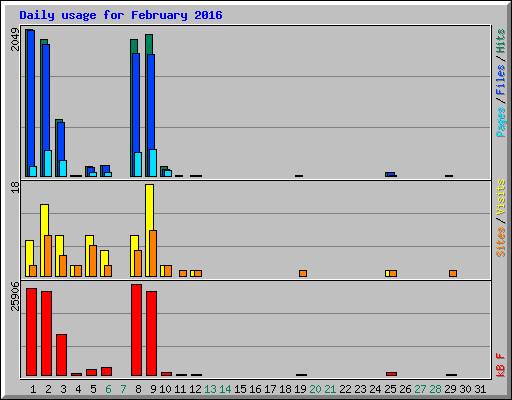 Daily usage for February 2016
2049
Pages / Files / Hits
18
Sites / Visits
25906
kB F
1 2 3 4 5 6 7 8 9 10 11 12 13 14 15 16 17 18 19 20 21 22 23 24 25 26 27 28 29 30 31